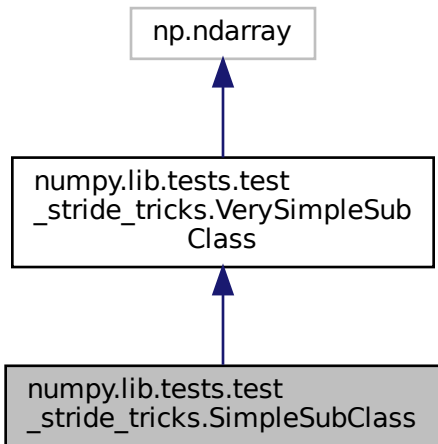 np.ndarray
numpy.lib.tests.test
_stride_tricks.VerySimpleSub
Class
numpy.lib.tests.test
_stride_tricks.SimpleSubClass